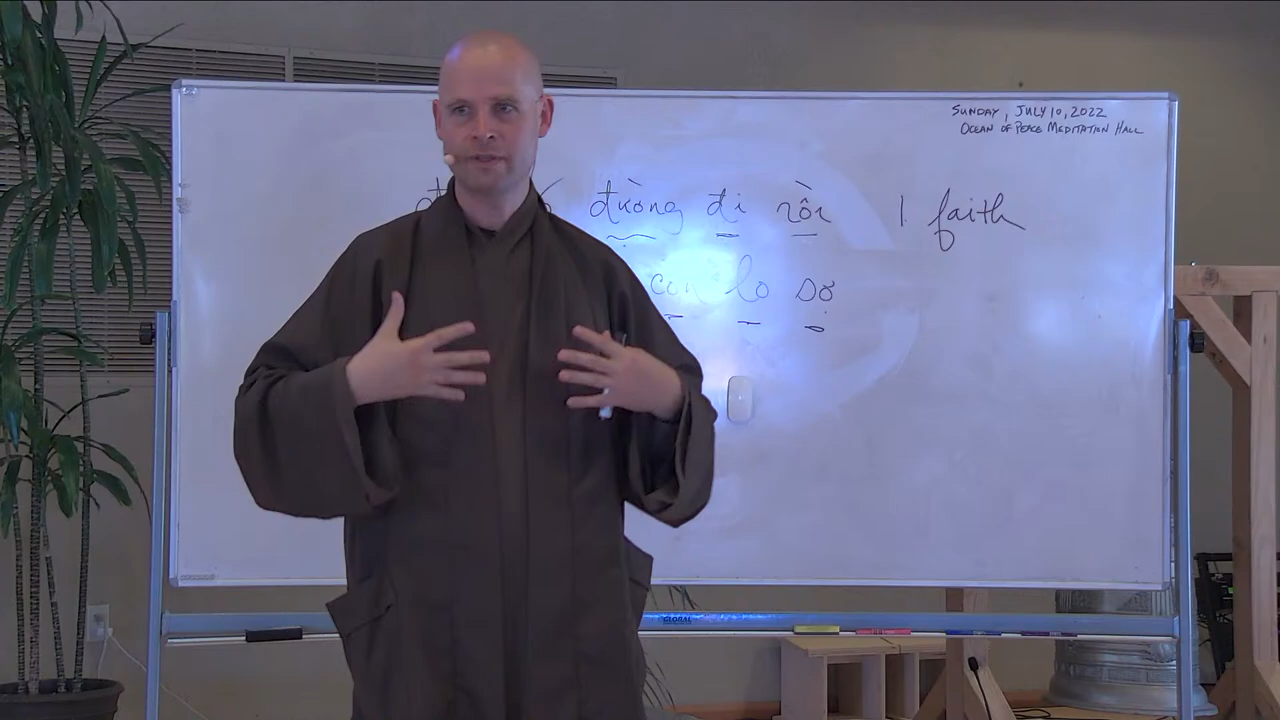 SUNDAY, JULY 10, 2022
OCEAN OF PEACE MEDITATION HALL
đường đi rồi 1 faith
còn lo sợ
GLOBAL